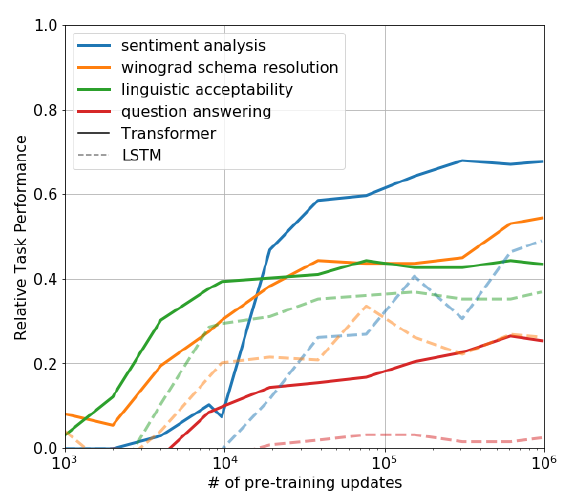 1.0
0.8
0.6
0.4
0.2
0.0
Relative Task Performance
sentiment analysis
winograd schema resolution
linguistic acceptability
question answering
Transformer
LSTM
10³ 10⁴ 10⁵ 10⁶
# of pre-training updates